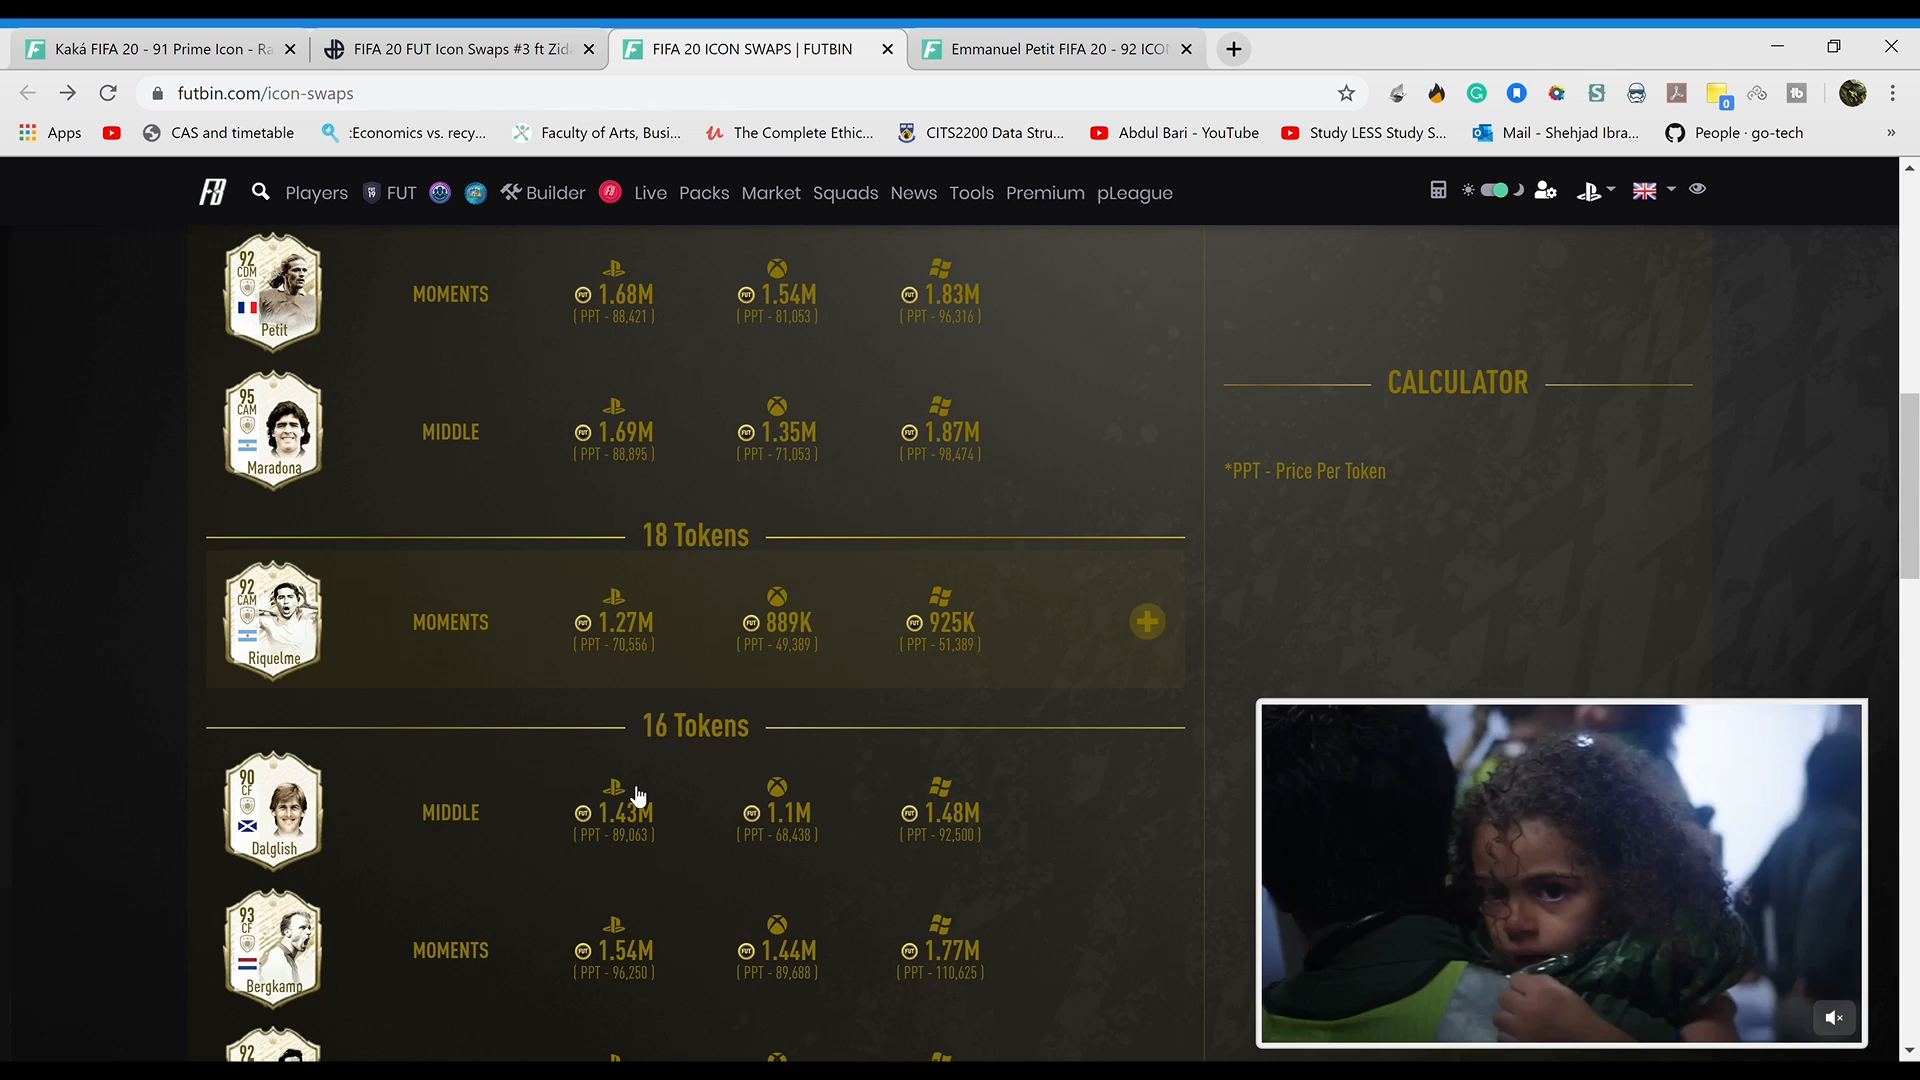 Kaká FIFA 20 - 91 Prime Icon - Ra
FIFA 20 FUT Icon Swaps #3 ft Zida
FIFA 20 ICON SWAPS | FUTBIN
Emmanuel Petit FIFA 20 - 92 ICO
futbin.com/icon-swaps
0
Apps
CAS and timetable
:Economics vs. recy...
Faculty of Arts, Busi...
The Complete Ethic...
CITS2200 Data Stru...
Abdul Bari - YouTube
Study LESS Study S...
Mail - Shehjad Ibra...
People · go-tech
»
Players
FUT
Builder
Live
Packs
Market
Squads
News
Tools
Premium
pLeague
92
CDM
Petit
MOMENTS
1.68M
( PPT - 88,421 )
1.54M
( PPT - 81,053 )
1.83M
( PPT - 96,316 )
95
CAM
Maradona
MIDDLE
1.69M
( PPT - 88,895 )
1.35M
( PPT - 71,053 )
1.87M
( PPT - 98,474 )
18 Tokens
92
CAM
Riquelme
MOMENTS
1.27M
( PPT - 70,556 )
889K
( PPT - 49,389 )
925K
( PPT - 51,389 )
16 Tokens
90
CF
Dalglish
MIDDLE
1.43M
( PPT - 89,063 )
1.1M
( PPT - 68,438 )
1.48M
( PPT - 92,500 )
93
CF
Bergkamp
MOMENTS
1.54M
( PPT - 96,250 )
1.44M
( PPT - 89,688 )
1.77M
( PPT - 110,625 )
92
CALCULATOR
*PPT - Price Per Token